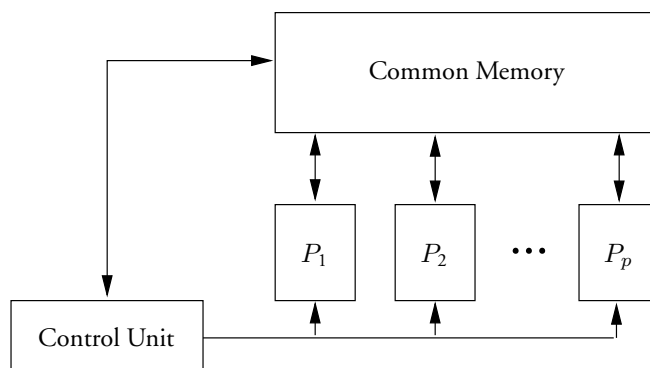 Common Memory
P₁ P₂ ••• Pₚ
Control Unit